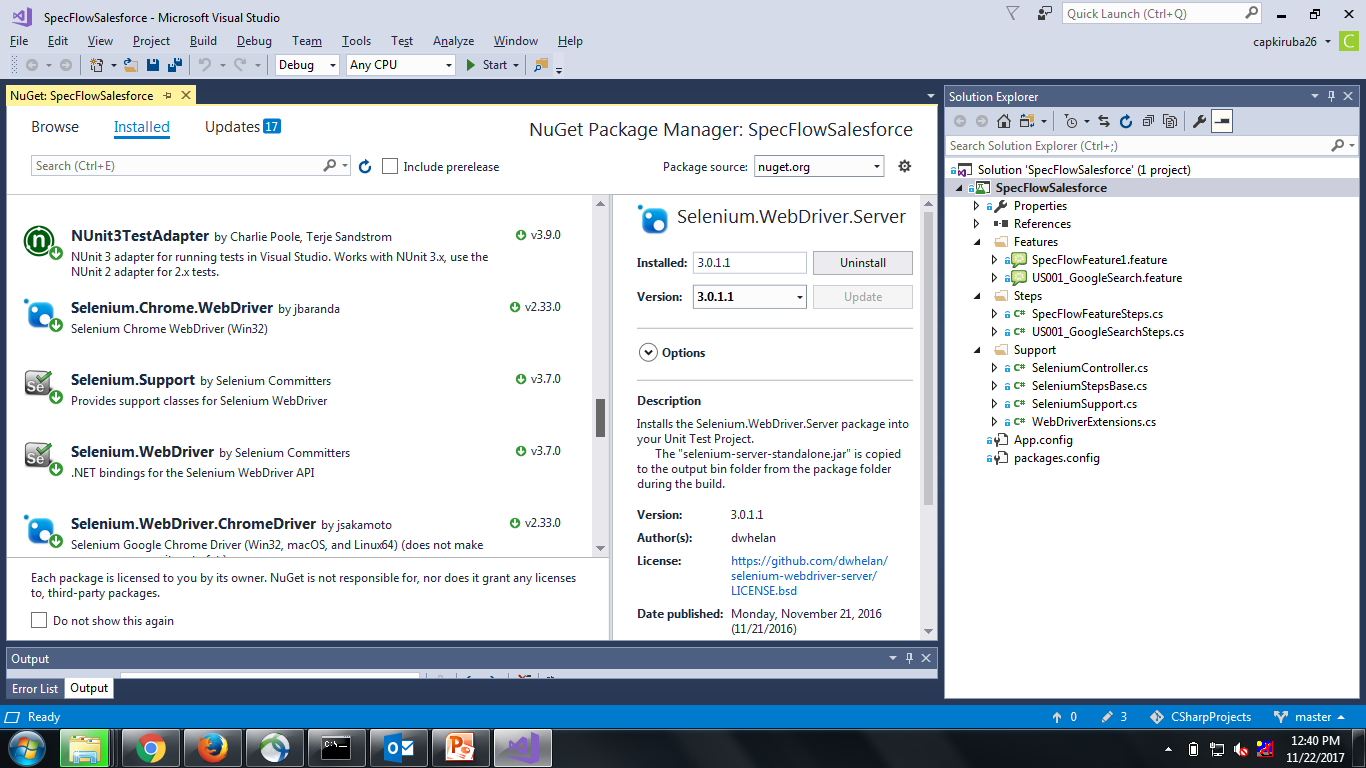 SpecFlowSalesforce - Microsoft Visual Studio
Quick Launch (Ctrl+Q)
File Edit View Project Build Debug Team Tools Test Analyze Window Help
capkiruba26 C
Debug Any CPU Start
NuGet: SpecFlowSalesforce
Browse Installed Updates 17
NuGet Package Manager: SpecFlowSalesforce
Search (Ctrl+E)
Include prerelease
Package source: nuget.org
NUnit3TestAdapter by Charlie Poole, Terje Sandstrom v3.9.0
NUnit 3 adapter for running tests in Visual Studio. Works with NUnit 3.x, use the
NUnit 2 adapter for 2.x tests.
Selenium.Chrome.WebDriver by jbaranda v2.33.0
Selenium Chrome WebDriver (Win32)
Selenium.Support by Selenium Committers v3.7.0
Provides support classes for Selenium WebDriver
Selenium.WebDriver by Selenium Committers v3.7.0
.NET bindings for the Selenium WebDriver API
Selenium.WebDriver.ChromeDriver by jsakamoto v2.33.0
Selenium Google Chrome Driver (Win32, macOS, and Linux64) (does not make
Each package is licensed to you by its owner. NuGet is not responsible for, nor does it grant any licenses
to, third-party packages.
Do not show this again
Selenium.WebDriver.Server
Installed: 3.0.1.1 Uninstall
Version: 3.0.1.1 Update
Options
Description
Installs the Selenium.WebDriver.Server package into
your Unit Test Project.
The "selenium-server-standalone.jar" is copied
to the output bin folder from the package folder
during the build.
Version: 3.0.1.1
Author(s): dwhelan
License: https://github.com/dwhelan/
selenium-webdriver-server/
LICENSE.bsd
Date published: Monday, November 21, 2016
(11/21/2016)
Solution Explorer
Search Solution Explorer (Ctrl+;)
Solution 'SpecFlowSalesforce' (1 project)
SpecFlowSalesforce
Properties
References
Features
SpecFlowFeature1.feature
US001_GoogleSearch.feature
Steps
C# SpecFlowFeatureSteps.cs
C# US001_GoogleSearchSteps.cs
Support
C# SeleniumController.cs
C# SeleniumStepsBase.cs
C# SeleniumSupport.cs
C# WebDriverExtensions.cs
App.config
packages.config
Output
Error List Output
Ready
0 3 CSharpProjects master
12:40 PM
11/22/2017